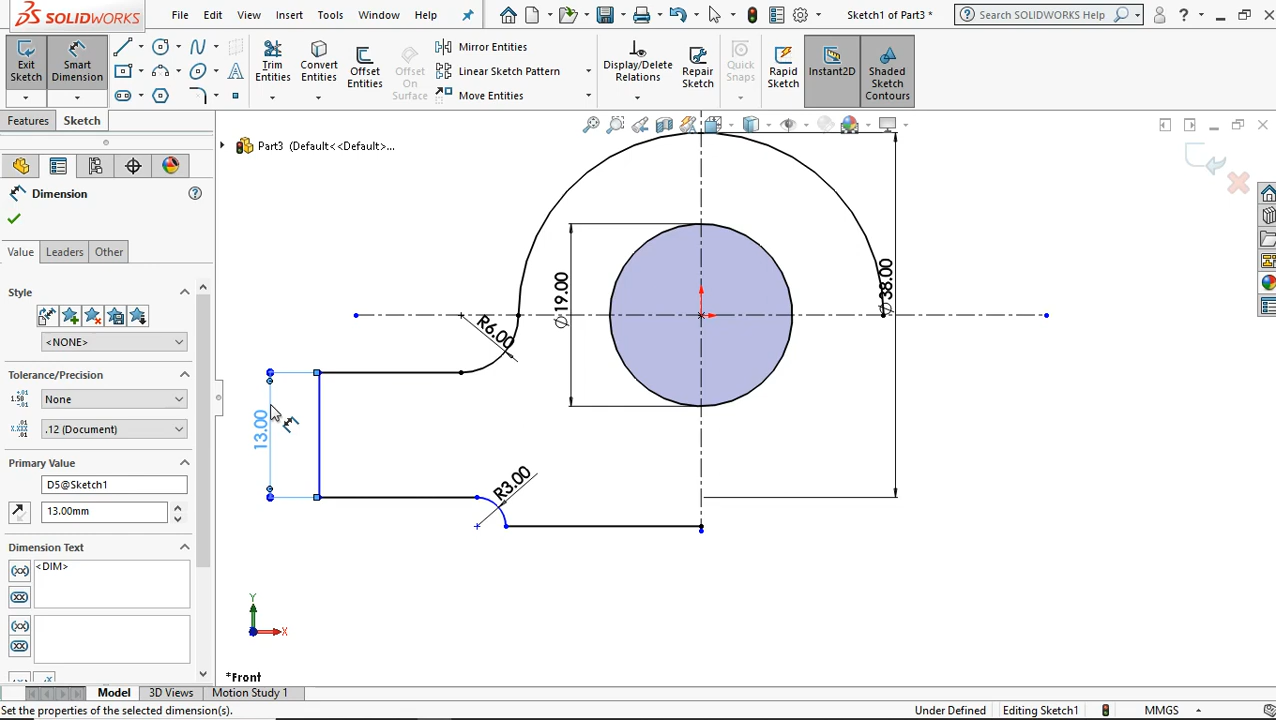 SOLIDWORKS
File Edit View Insert Tools Window Help
Sketch1 of Part3 *
Search SOLIDWORKS Help
?
Exit Sketch
Smart Dimension
Trim Entities
Convert Entities
Offset Entities
Offset On Surface
Mirror Entities
Linear Sketch Pattern
Move Entities
Display/Delete Relations
Repair Sketch
Quick Snaps
Rapid Sketch
Instant2D
Shaded Sketch Contours
Features Sketch
Part3 (Default<<Default>...
Dimension
Value Leaders Other
Style
<NONE>
Tolerance/Precision
None
.12 (Document)
Primary Value
D5@Sketch1
13.00mm
Dimension Text
<DIM>
R6.00
∅19.00
∅38.00
13.00
R3.00
Y
X
*Front
Model 3D Views Motion Study 1
Set the properties of the selected dimension(s).
Under Defined Editing Sketch1 MMGS